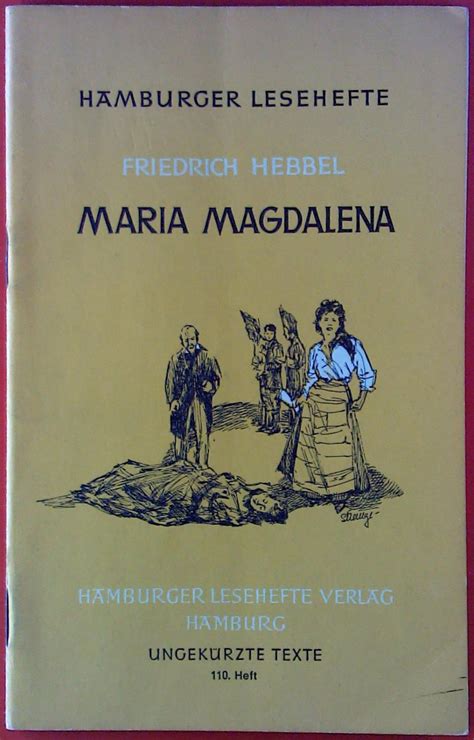 HAMBURGER LESEHEFTE
FRIEDRICH HEBBEL
MARIA MAGDALENA
HAMBURGER LESEHEFTE VERLAG
HAMBURG
UNGEKÜRZTE TEXTE
110. Heft